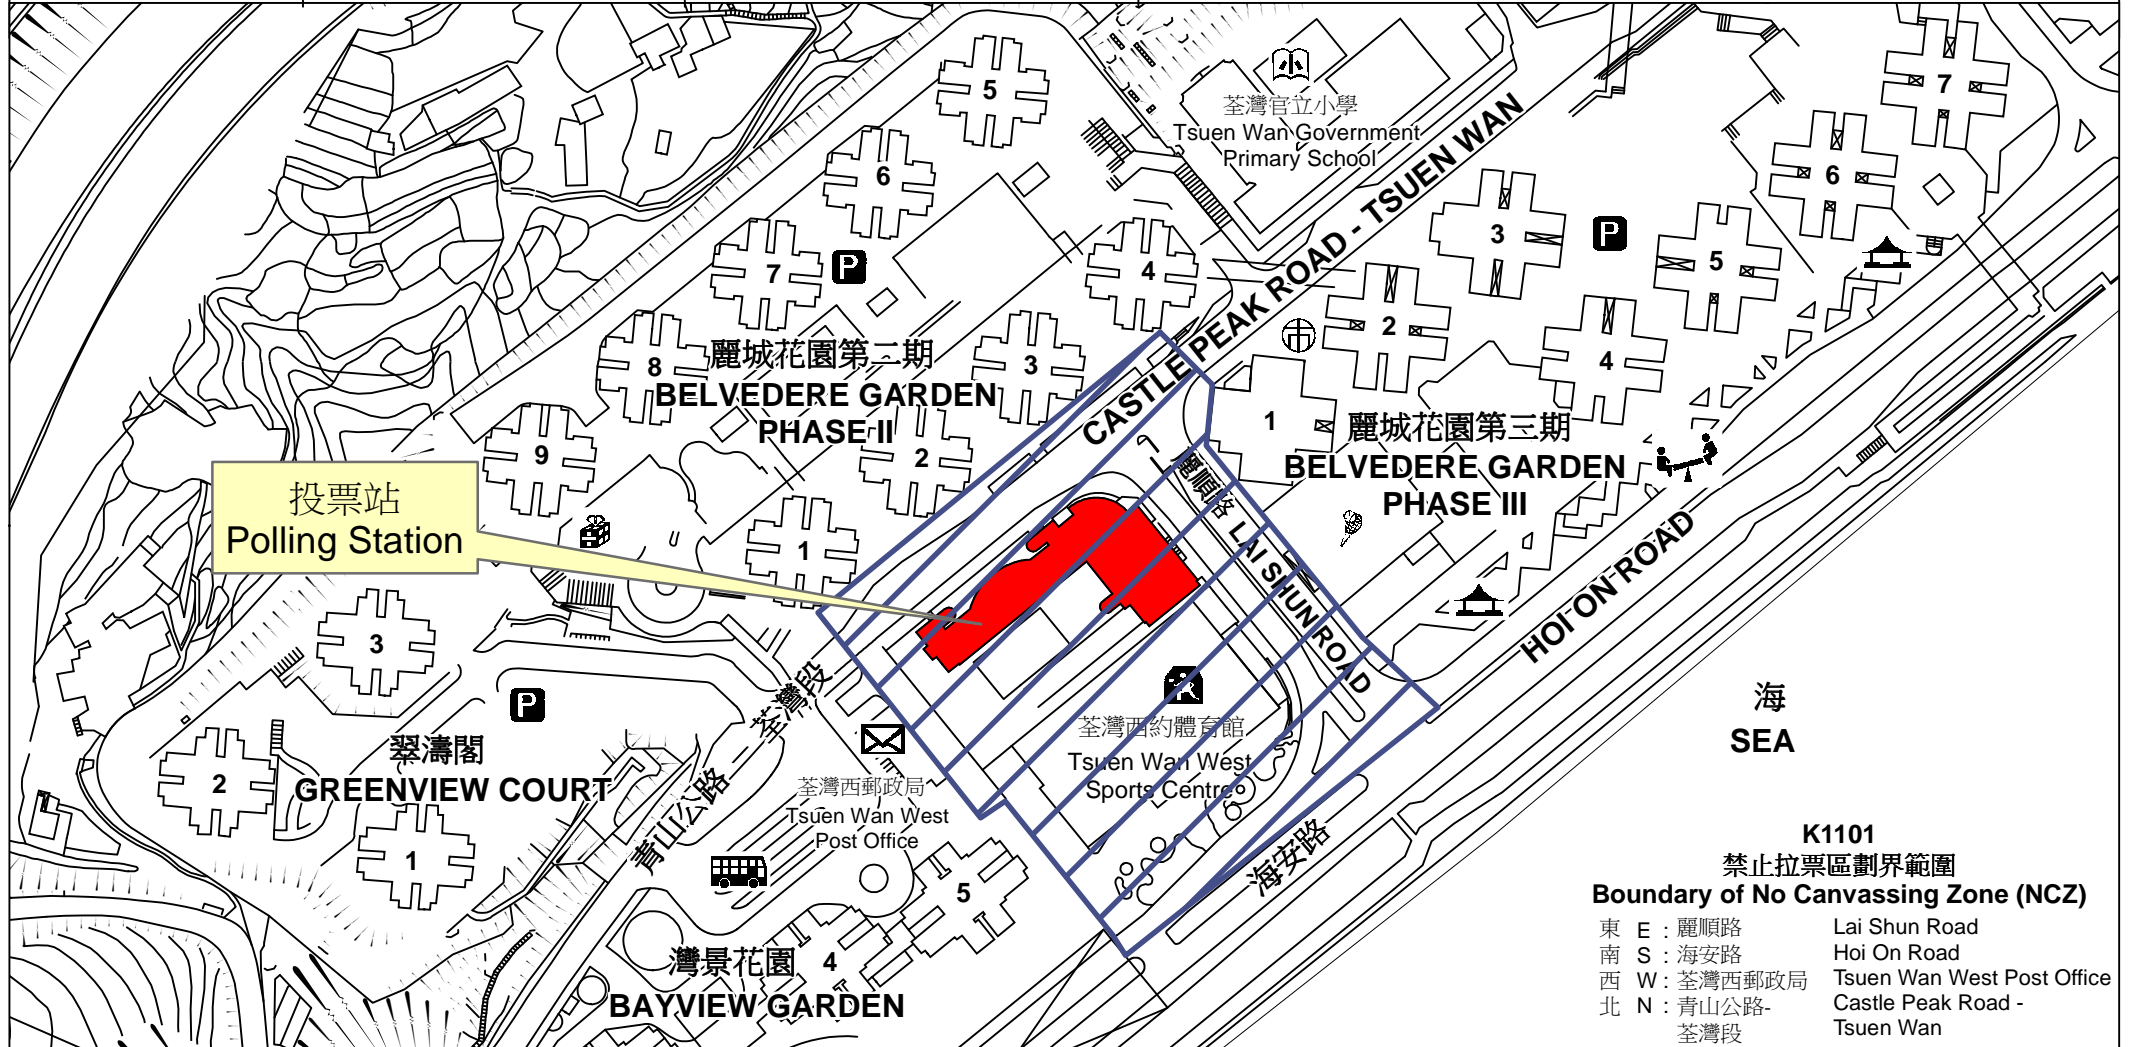 荃灣官立小學
Tsuen Wan Government
Primary School
CASTLE PEAK ROAD - TSUEN WAN
5
6
7
8
9
4
3
2
1
麗城花園第二期
BELVEDERE GARDEN
PHASE II
7
6
5
3
2
4
1
麗城花園第三期
BELVEDERE GARDEN
PHASE III
P
P
P
小
投票站
Polling Station
麗順路 LAI SHUN ROAD
HOI ON ROAD
海安路
海
SEA
荃灣西約體育館
Tsuen Wan West
Sports Centre
荃灣段
青山公路
荃灣西郵政局
Tsuen Wan West
Post Office
3
2
1
翠濤閣
GREENVIEW COURT
5
4
灣景花園
BAYVIEW GARDEN
K1101
禁止拉票區劃界範圍
Boundary of No Canvassing Zone (NCZ)
東 E : 麗順路 Lai Shun Road
南 S : 海安路 Hoi On Road
西 W : 荃灣西郵政局 Tsuen Wan West Post Office
北 N : 青山公路- Castle Peak Road -
荃灣段 Tsuen Wan